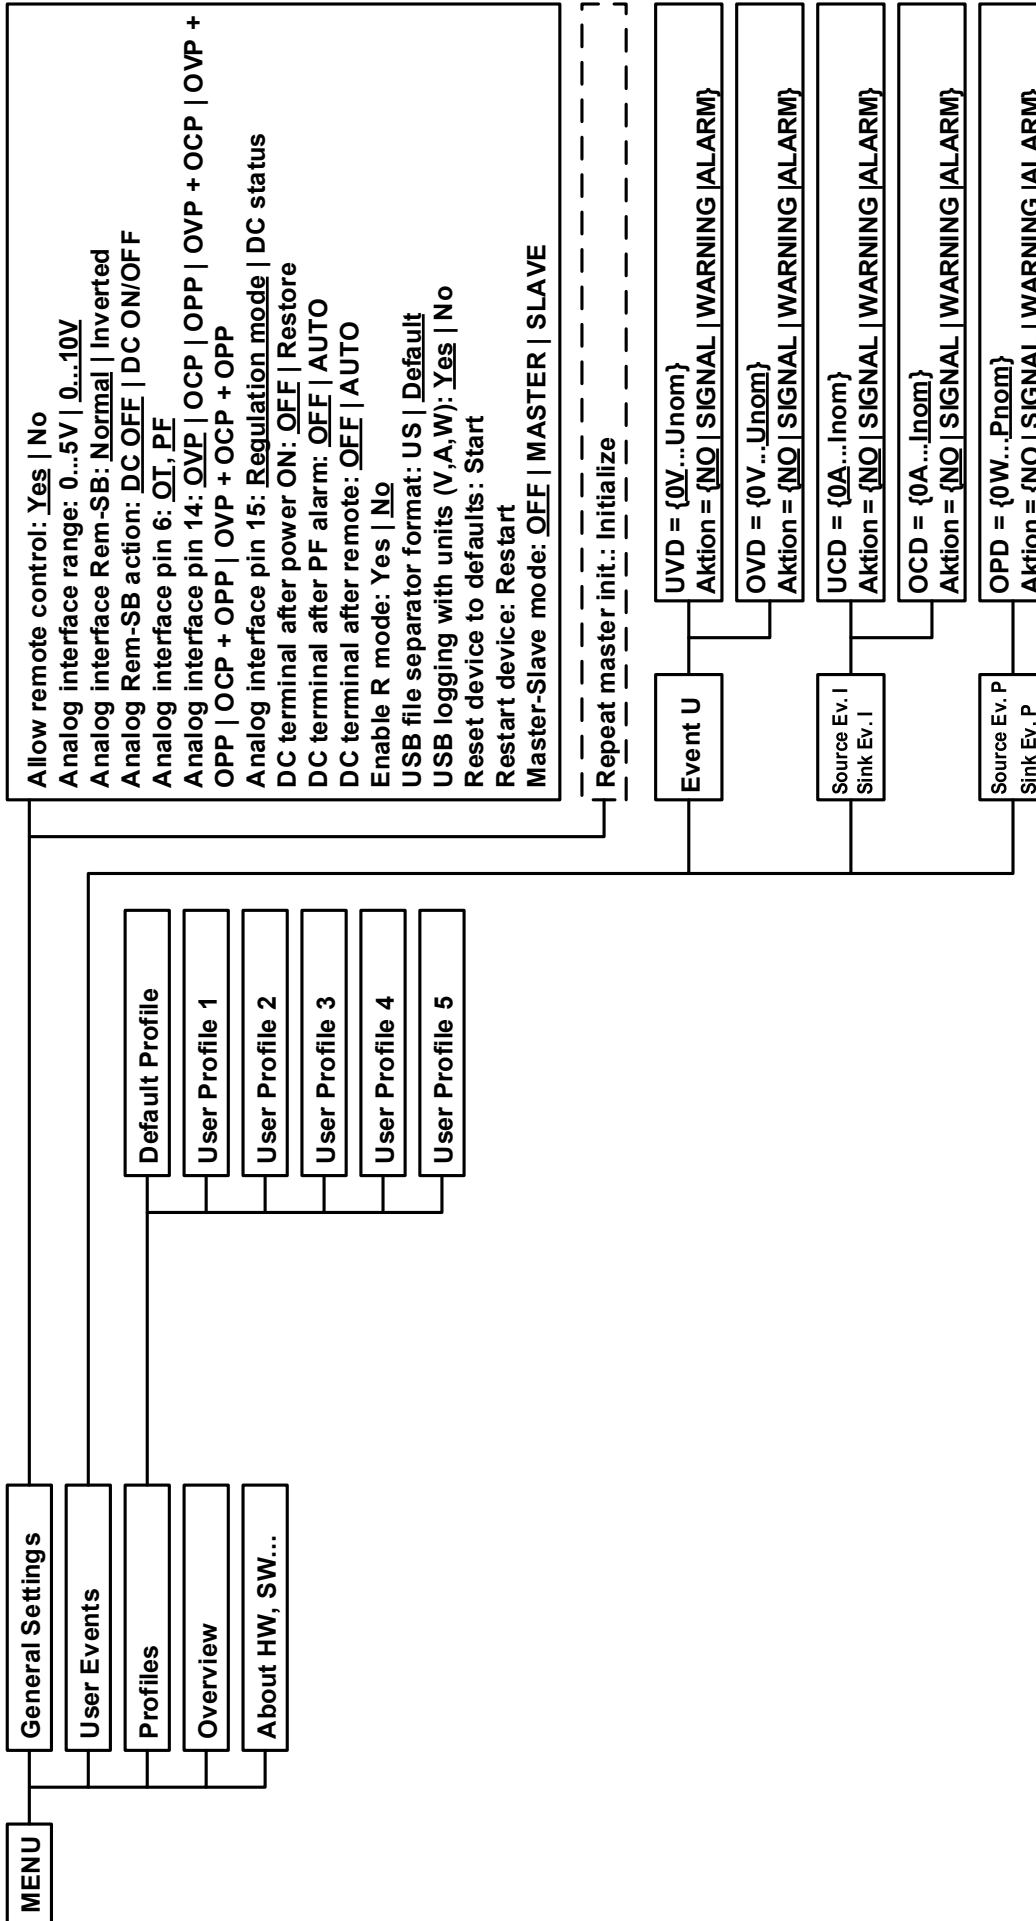 MENU
General Settings
User Events
Profiles
Overview
About HW, SW...
Default Profile
User Profile 1
User Profile 2
User Profile 3
User Profile 4
User Profile 5
Allow remote control: Yes | No
Analog interface range: 0...5V | 0...10V
Analog interface Rem-SB: Normal | Inverted
Analog Rem-SB action: DC OFF | DC ON/OFF
Analog interface pin 6: OT, PF
Analog interface pin 14: OVP | OCP | OPP | OVP + OCP | OVP +
OPP | OCP + OPP | OVP + OCP + OPP
Analog interface pin 15: Regulation mode | DC status
DC terminal after power ON: OFF | Restore
DC terminal after PF alarm: OFF | AUTO
DC terminal after remote: OFF | AUTO
Enable R mode: Yes | No
USB file separator format: US | Default
USB logging with units (V,A,W): Yes | No
Reset device to defaults: Start
Restart device: Restart
Master-Slave mode: OFF | MASTER | SLAVE
Repeat master init.: Initialize
Event U
UVD = {0V...Unom}
Aktion = {NO | SIGNAL | WARNING |ALARM}
OVD = {0V...Unom}
Aktion = {NO | SIGNAL | WARNING |ALARM}
Source Ev. I
Sink Ev. I
UCD = {0A...Inom}
Aktion = {NO | SIGNAL | WARNING |ALARM}
OCD = {0A...Inom}
Aktion = {NO | SIGNAL | WARNING |ALARM}
Source Ev. P
Sink Ev. P
OPD = {0W...Pnom}
Aktion = {NO | SIGNAL | WARNING |ALARM}